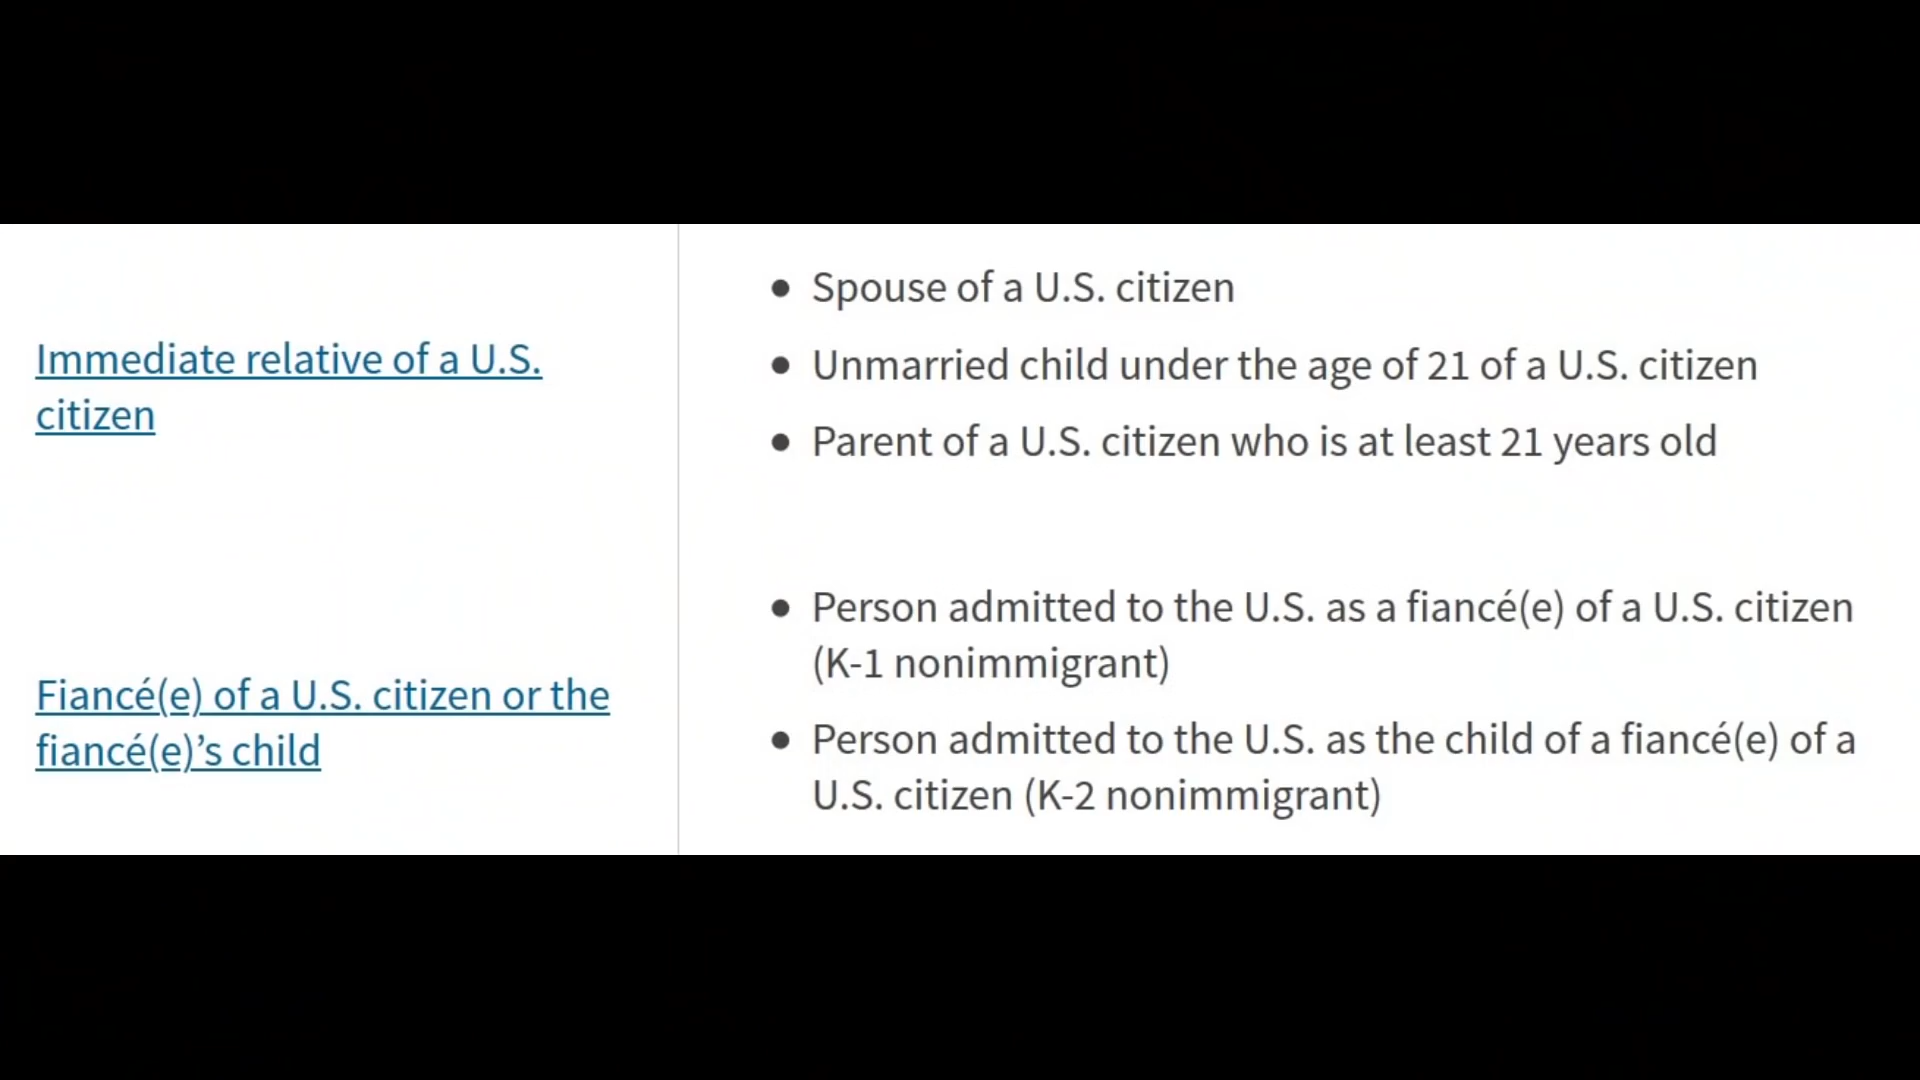 Immediate relative of a U.S.
citizen
• Spouse of a U.S. citizen
• Unmarried child under the age of 21 of a U.S. citizen
• Parent of a U.S. citizen who is at least 21 years old
Fiancé(e) of a U.S. citizen or the
fiancé(e)’s child
• Person admitted to the U.S. as a fiancé(e) of a U.S. citizen
(K-1 nonimmigrant)
• Person admitted to the U.S. as the child of a fiancé(e) of a
U.S. citizen (K-2 nonimmigrant)